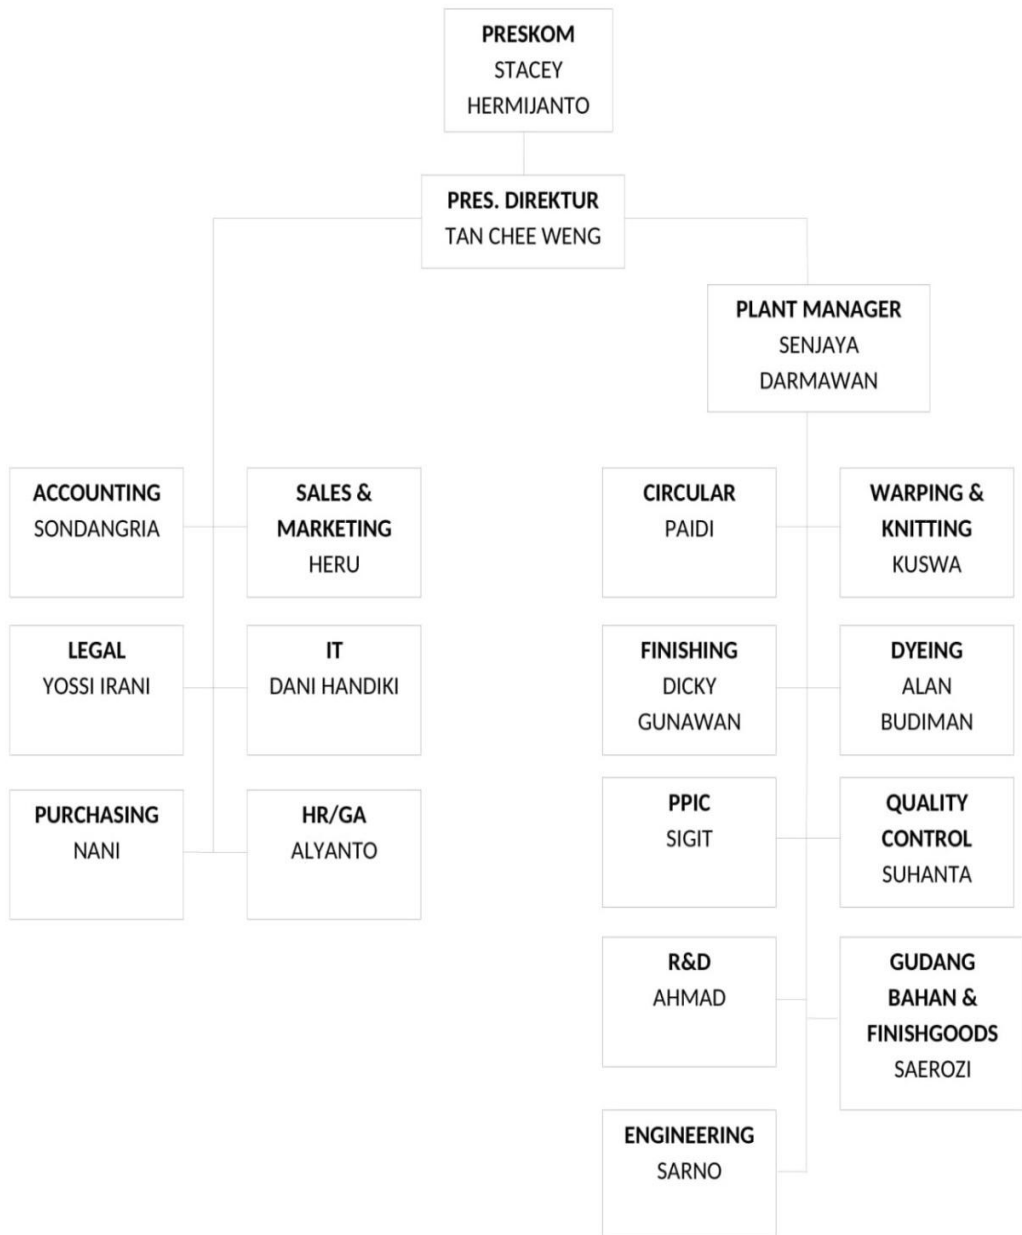 PRESKOM
STACEY
HERMIJANTO
PRES. DIREKTUR
TAN CHEE WENG
PLANT MANAGER
SENJAYA
DARMAWAN
ACCOUNTING
SONDANGRIA
SALES &
MARKETING
HERU
CIRCULAR
PAIDI
WARPING &
KNITTING
KUSWA
LEGAL
YOSSI IRANI
IT
DANI HANDIKI
FINISHING
DICKY
GUNAWAN
DYEING
ALAN
BUDIMAN
PURCHASING
NANI
HR/GA
ALYANTO
PPIC
SIGIT
QUALITY
CONTROL
SUHANTA
R&D
AHMAD
GUDANG
BAHAN &
FINISHGOODS
SAEROZI
ENGINEERING
SARNO